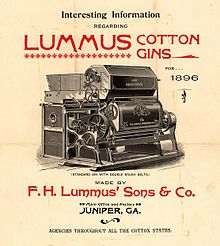 Interesting Information
REGARDING
LUMMUS COTTON
GINS
FOR...
1896
(STANDARD GIN WITH DOUBLE BRUSH BELTS)
MADE BY
F. H. Lummus' Sons & Co.
Main Office and Factory
JUNIPER, GA.
AGENCIES THROUGHOUT ALL THE COTTON STATES.